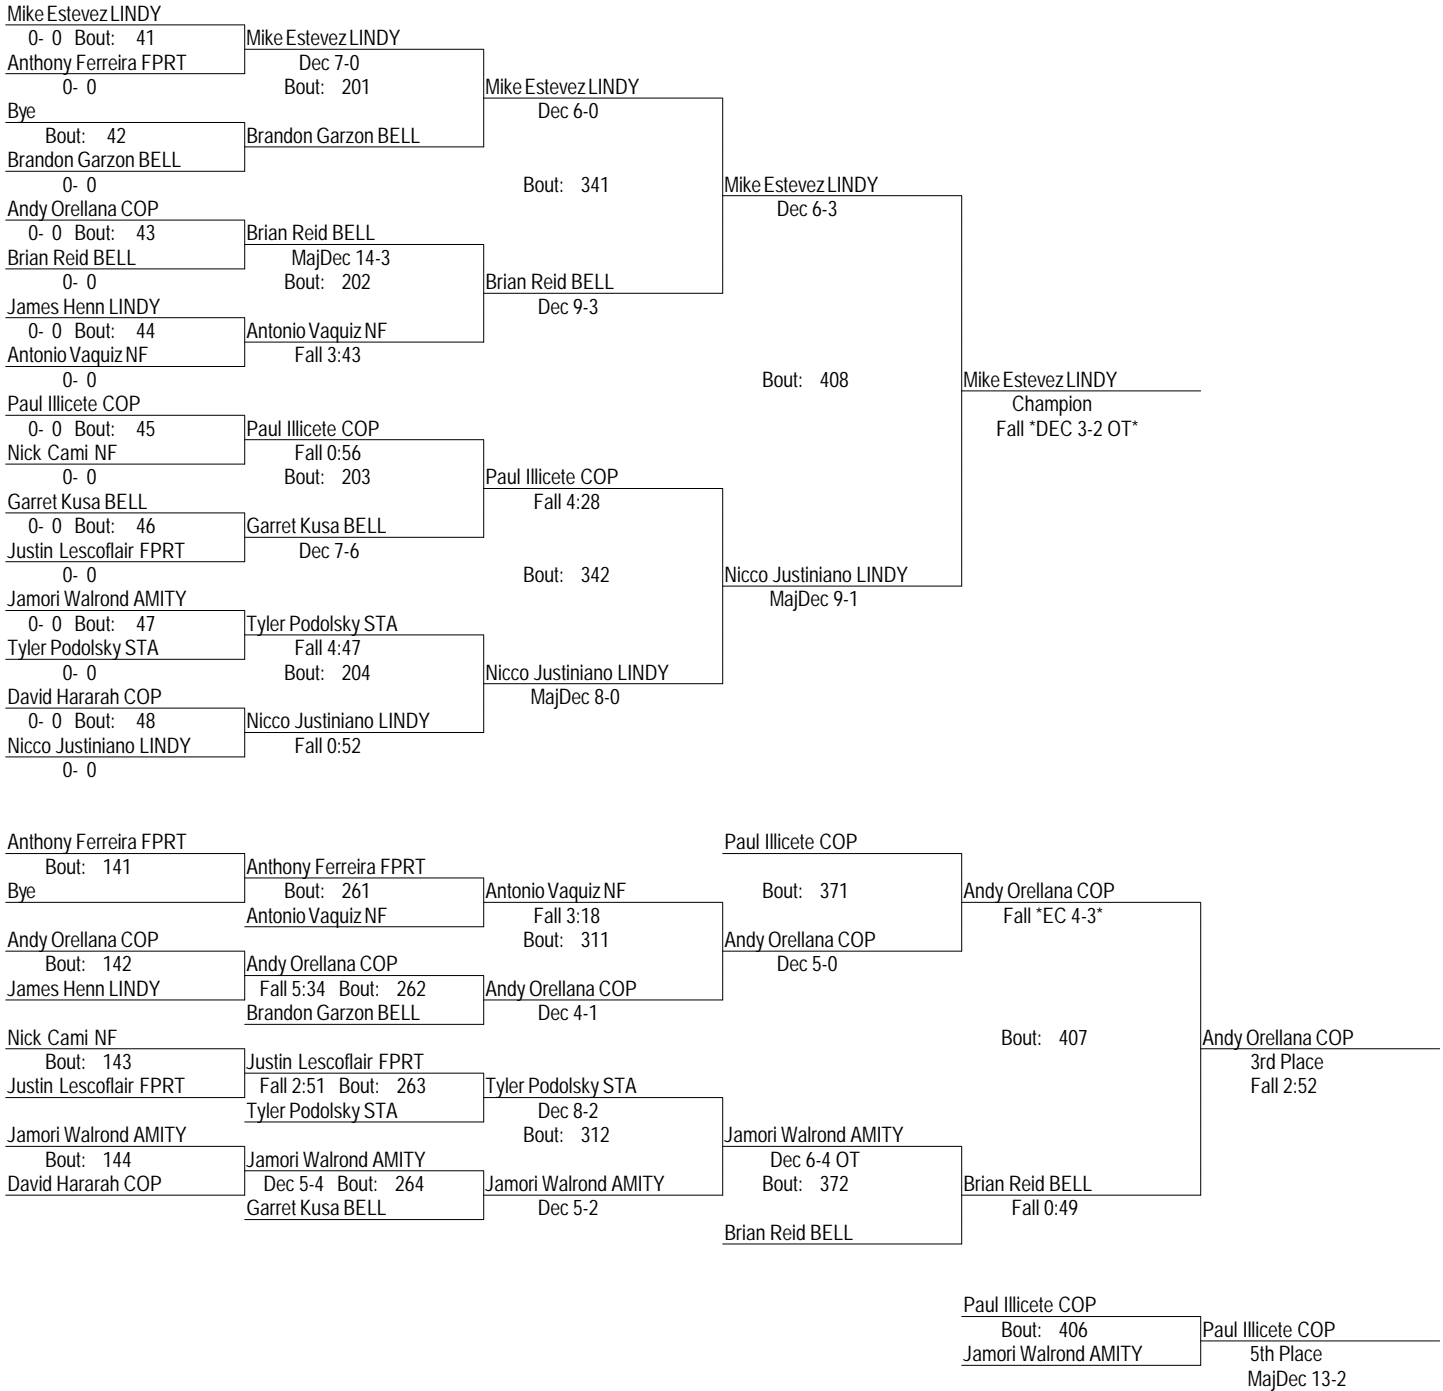 Mike Estevez LINDY
0- 0 Bout: 41
Mike Estevez LINDY
Anthony Ferreira FPRT
Dec 7-0
0- 0
Bout: 201
Mike Estevez LINDY
Bye
Dec 6-0
Bout: 42
Brandon Garzon BELL
Brandon Garzon BELL
0- 0
Bout: 341
Mike Estevez LINDY
Andy Orellana COP
Dec 6-3
0- 0 Bout: 43
Brian Reid BELL
Brian Reid BELL
MajDec 14-3
0- 0
Bout: 202
Brian Reid BELL
James Henn LINDY
Dec 9-3
0- 0 Bout: 44
Antonio Vaquiz NF
Antonio Vaquiz NF
Fall 3:43
0- 0
Bout: 408
Mike Estevez LINDY
Paul Illicete COP
Champion
0- 0 Bout: 45
Paul Illicete COP
Fall *DEC 3-2 OT*
Nick Cami NF
Fall 0:56
0- 0
Bout: 203
Paul Illicete COP
Garret Kusa BELL
Fall 4:28
0- 0 Bout: 46
Garret Kusa BELL
Justin Lescoflair FPRT
Dec 7-6
0- 0
Bout: 342
Nicco Justiniano LINDY
Jamori Walrond AMITY
MajDec 9-1
0- 0 Bout: 47
Tyler Podolsky STA
Tyler Podolsky STA
Fall 4:47
0- 0
Bout: 204
Nicco Justiniano LINDY
David Hararah COP
MajDec 8-0
0- 0 Bout: 48
Nicco Justiniano LINDY
Nicco Justiniano LINDY
Fall 0:52
0- 0
Anthony Ferreira FPRT
Paul Illicete COP
Bout: 141
Anthony Ferreira FPRT
Bye
Bout: 261
Antonio Vaquiz NF
Bout: 371
Andy Orellana COP
Antonio Vaquiz NF
Fall 3:18
Fall *EC 4-3*
Andy Orellana COP
Bout: 311
Andy Orellana COP
Bout: 142
Andy Orellana COP
Dec 5-0
James Henn LINDY
Fall 5:34 Bout: 262
Andy Orellana COP
Brandon Garzon BELL
Dec 4-1
Nick Cami NF
Bout: 407
Andy Orellana COP
Bout: 143
Justin Lescoflair FPRT
3rd Place
Justin Lescoflair FPRT
Fall 2:51 Bout: 263
Tyler Podolsky STA
Fall 2:52
Tyler Podolsky STA
Dec 8-2
Jamori Walrond AMITY
Bout: 312
Jamori Walrond AMITY
Bout: 144
Jamori Walrond AMITY
Dec 6-4 OT
David Hararah COP
Dec 5-4 Bout: 264
Jamori Walrond AMITY
Bout: 372
Brian Reid BELL
Garret Kusa BELL
Dec 5-2
Fall 0:49
Brian Reid BELL
Paul Illicete COP
Bout: 406
Paul Illicete COP
Jamori Walrond AMITY
5th Place
MajDec 13-2